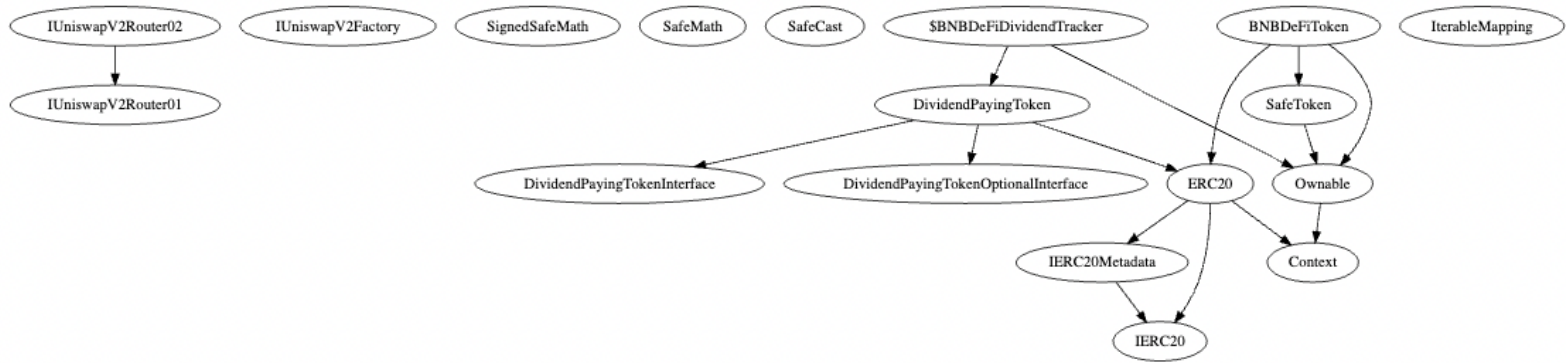 IUniswapV2Router02
IUniswapV2Factory
SignedSafeMath
SafeMath
SafeCast
$BNBDeFiDividendTracker
BNBDeFiToken
IterableMapping
IUniswapV2Router01
DividendPayingToken
SafeToken
DividendPayingTokenInterface
DividendPayingTokenOptionalInterface
ERC20
Ownable
IERC20Metadata
Context
IERC20